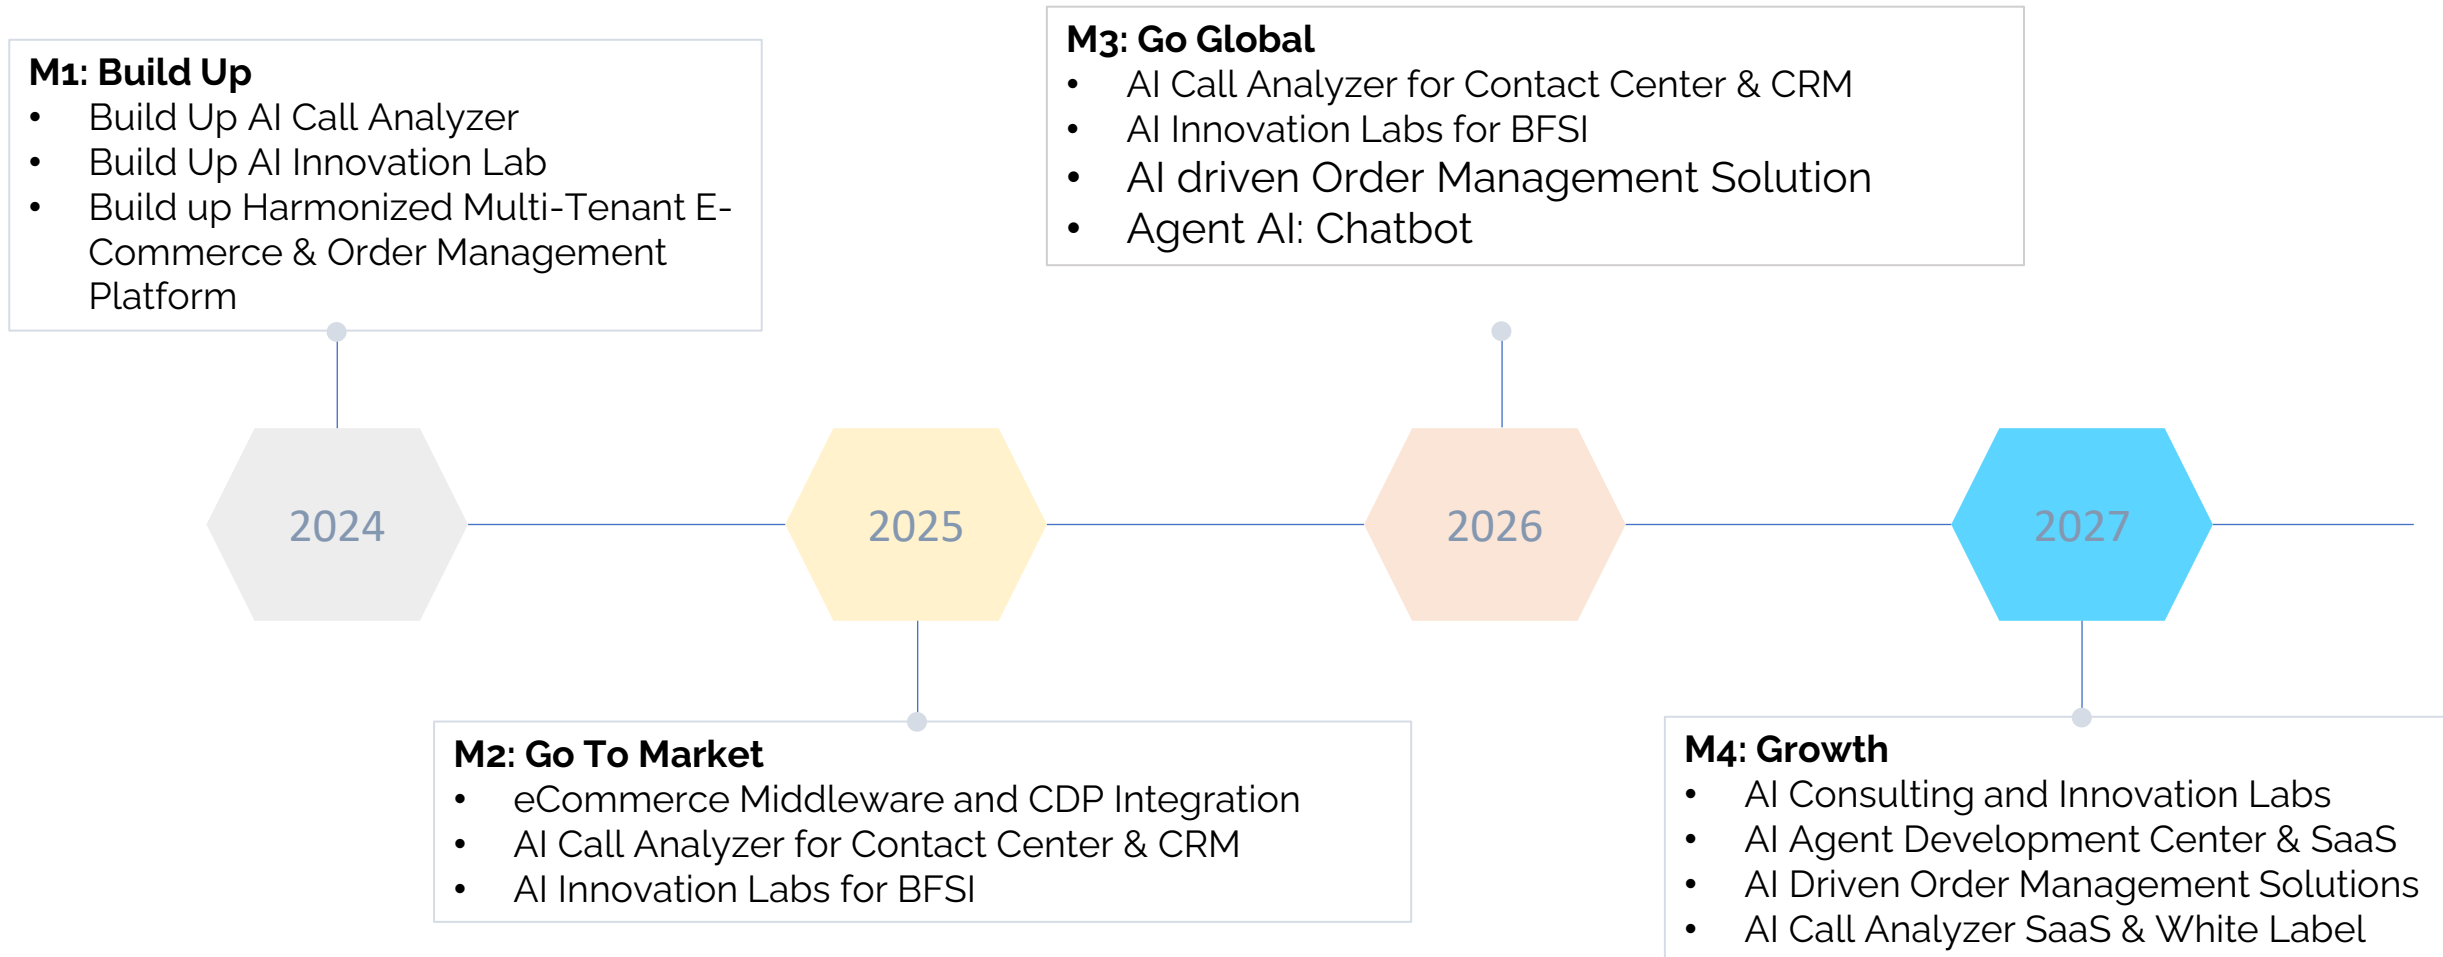 M1: Build Up
• Build Up AI Call Analyzer
• Build Up AI Innovation Lab
• Build up Harmonized Multi-Tenant E-
Commerce & Order Management
Platform
M3: Go Global
• AI Call Analyzer for Contact Center & CRM
• AI Innovation Labs for BFSI
• AI driven Order Management Solution
• Agent AI: Chatbot
2024
2025
2026
2027
M2: Go To Market
• eCommerce Middleware and CDP Integration
• AI Call Analyzer for Contact Center & CRM
• AI Innovation Labs for BFSI
M4: Growth
• AI Consulting and Innovation Labs
• AI Agent Development Center & SaaS
• AI Driven Order Management Solutions
• AI Call Analyzer SaaS & White Label